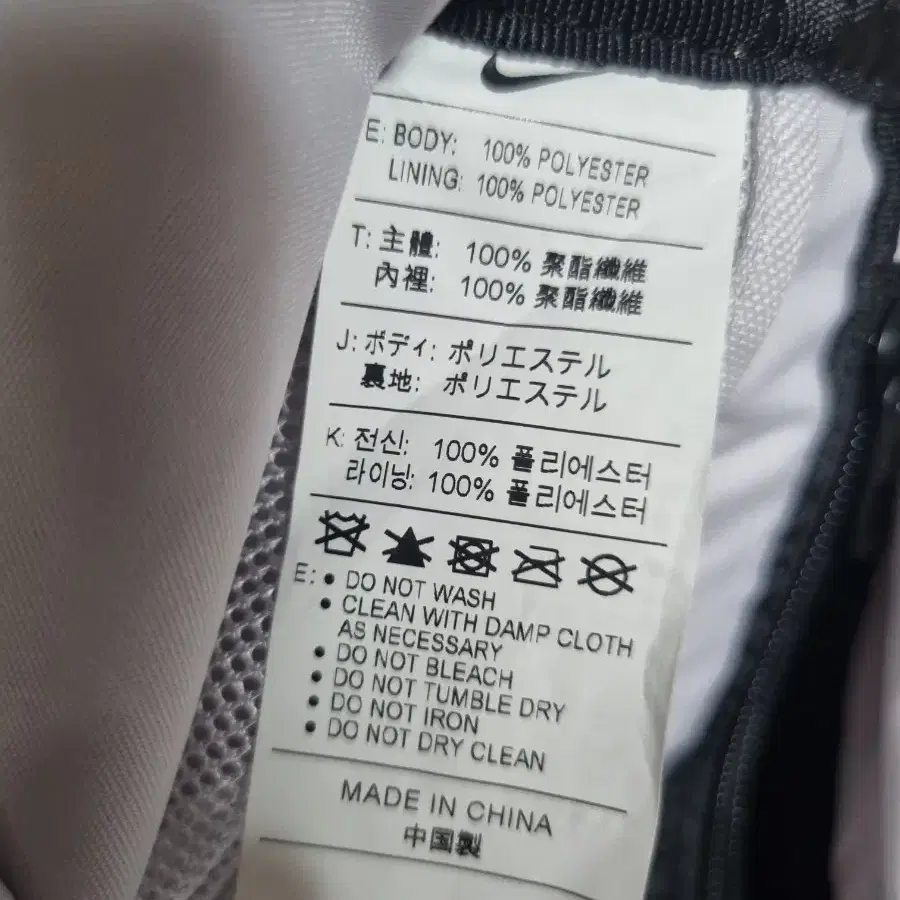 E: BODY: 100% POLYESTER
LINING: 100% POLYESTER
T: 主體: 100% 聚酯纖維
內裡: 100% 聚酯纖維
J: ボディ: ポリエステル
裏地: ポリエステル
K: 전신: 100% 폴리에스터
라이닝: 100% 폴리에스터
E: • DO NOT WASH
• CLEAN WITH DAMP CLOTH
AS NECESSARY
• DO NOT BLEACH
• DO NOT TUMBLE DRY
• DO NOT IRON
• DO NOT DRY CLEAN
MADE IN CHINA
中国製